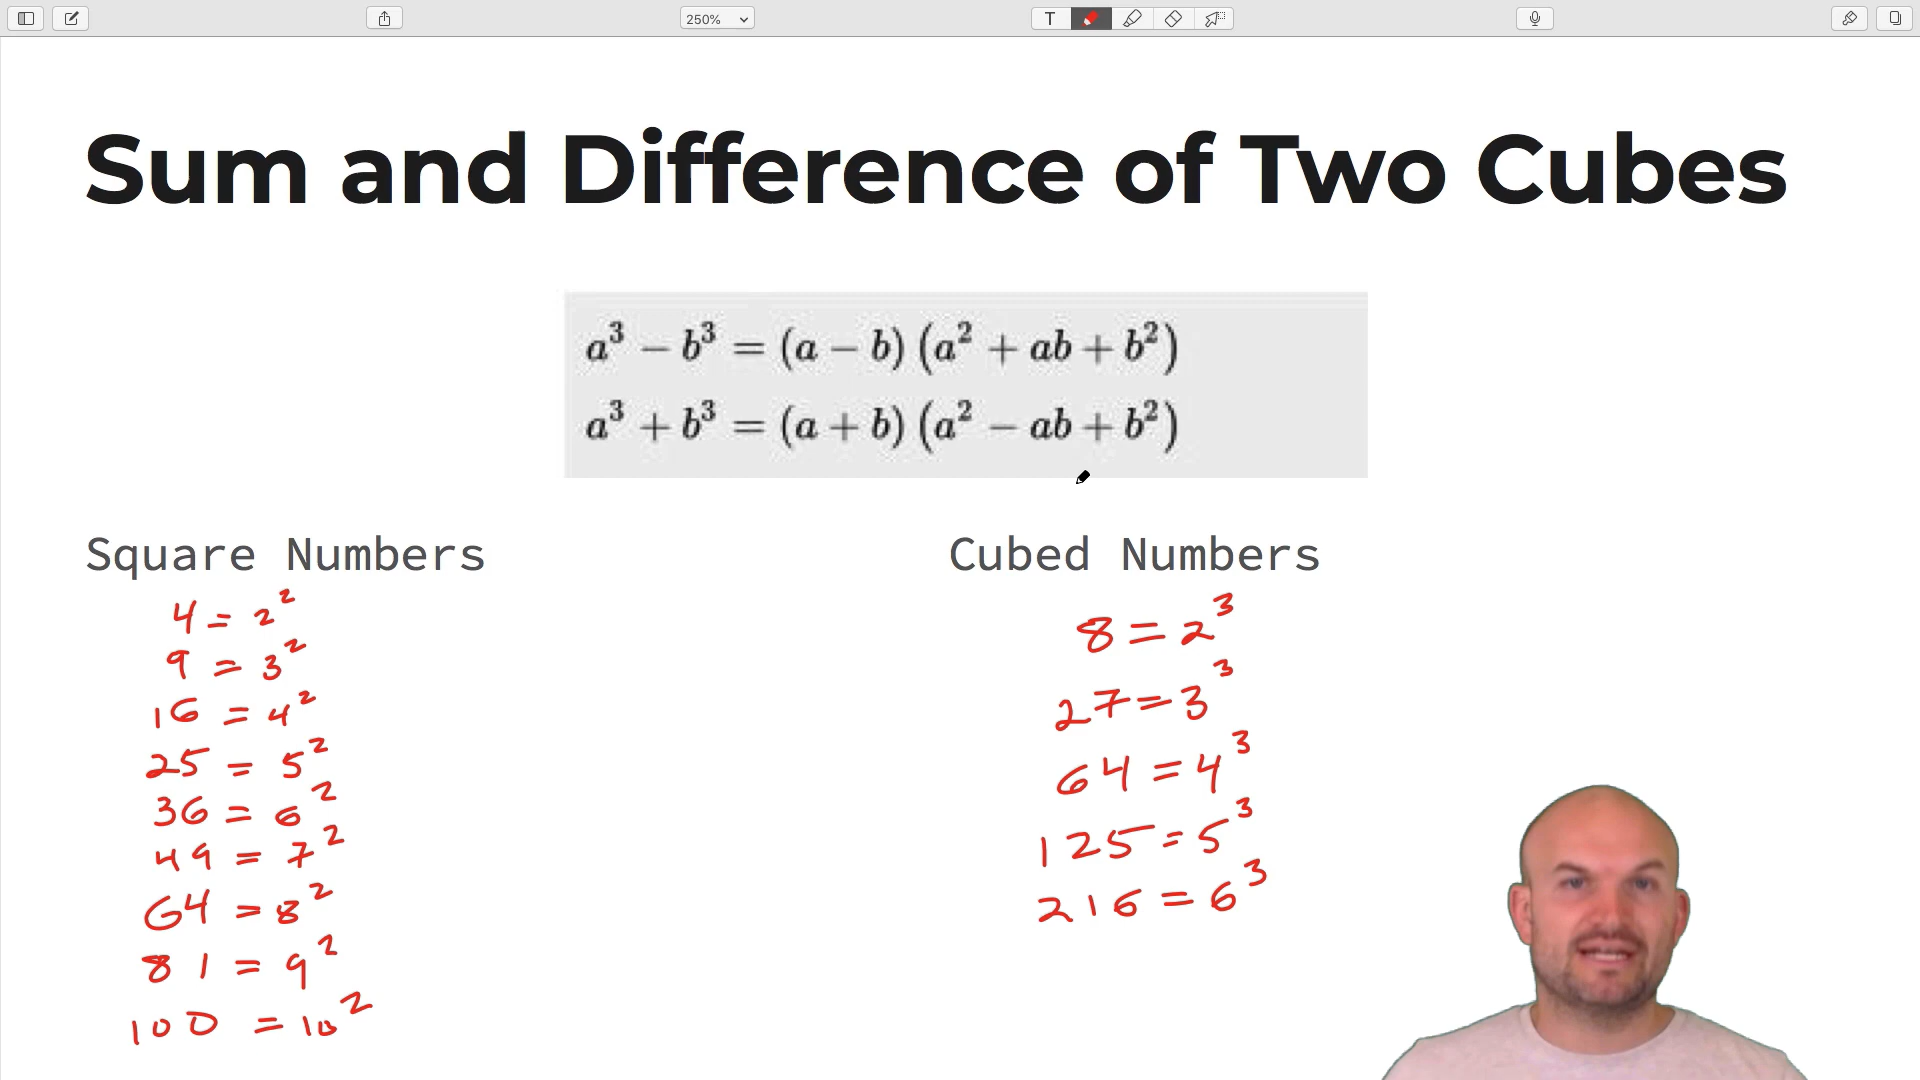 250%
T
Sum and Difference of Two Cubes
a³ − b³ = (a − b) (a² + ab + b²)
a³ + b³ = (a + b) (a² − ab + b²)
Square Numbers
4 = 2²
9 = 3²
16 = 4²
25 = 5²
36 = 6²
49 = 7²
64 = 8²
81 = 9²
100 = 10²
Cubed Numbers
8 = 2³
27 = 3³
64 = 4³
125 = 5³
216 = 6³